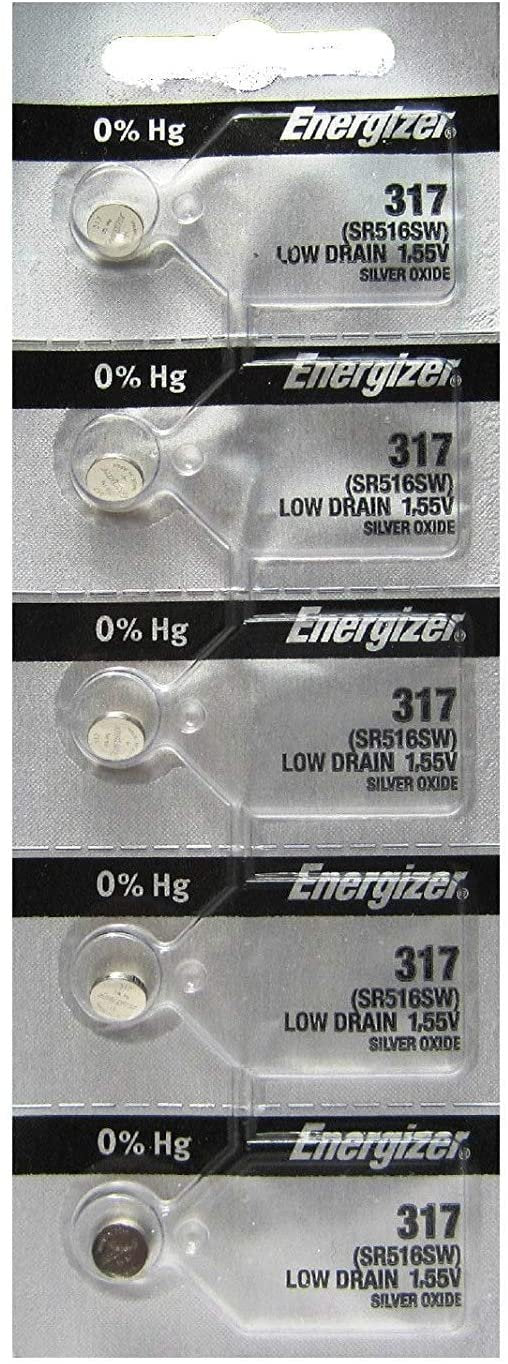 0% Hg Energizer®
317
(SR516SW)
LOW DRAIN 1.55V
SILVER OXIDE
0% Hg Energizer®
317
(SR516SW)
LOW DRAIN 1.55V
SILVER OXIDE
0% Hg Energizer®
317
(SR516SW)
LOW DRAIN 1.55V
SILVER OXIDE
0% Hg Energizer®
317
(SR516SW)
LOW DRAIN 1.55V
SILVER OXIDE
0% Hg Energizer®
317
(SR516SW)
LOW DRAIN 1.55V
SILVER OXIDE